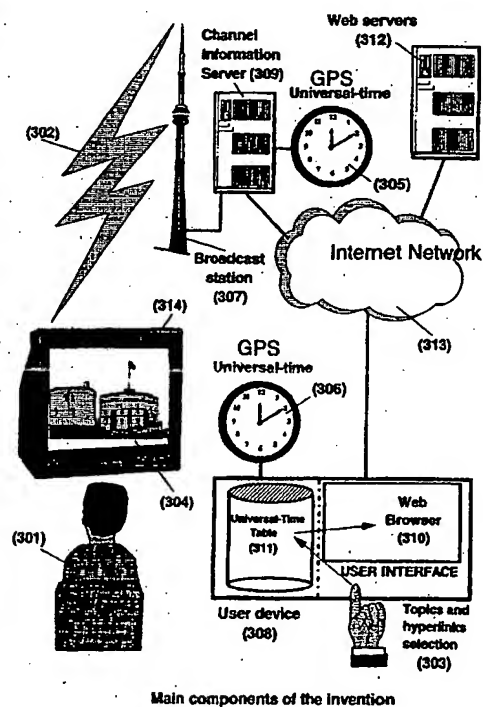 Channel
Information
Server (309)
Web servers
(312)
GPS
Universal-time
(302)
(305)
Broadcast
station
(307)
Internet Network
(313)
(314)
GPS
Universal-time
(306)
(304)
(301)
Universal-Time
Table
(311)
Web
Browser
(310)
USER INTERFACE
User device
(308)
Topics and
hyperlinks
selection
(303)
Main components of the invention